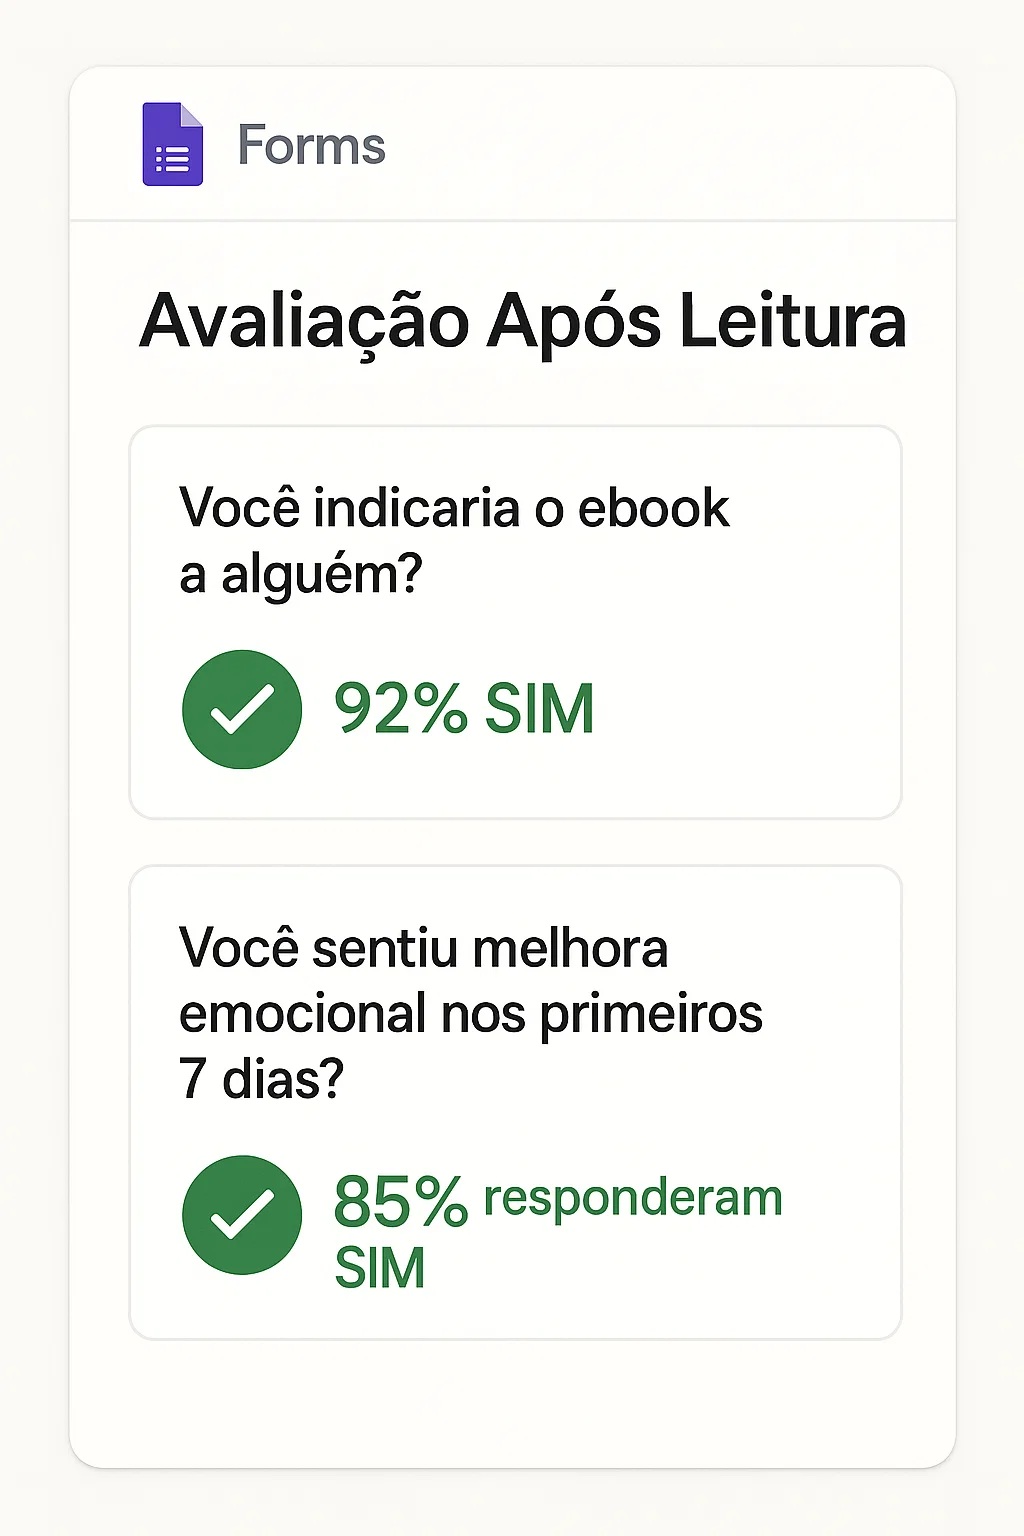 Forms
Avaliação Após Leitura
Você indicaria o ebook
a alguém?
92% SIM
Você sentiu melhora
emocional nos primeiros
7 dias?
85% responderam
SIM